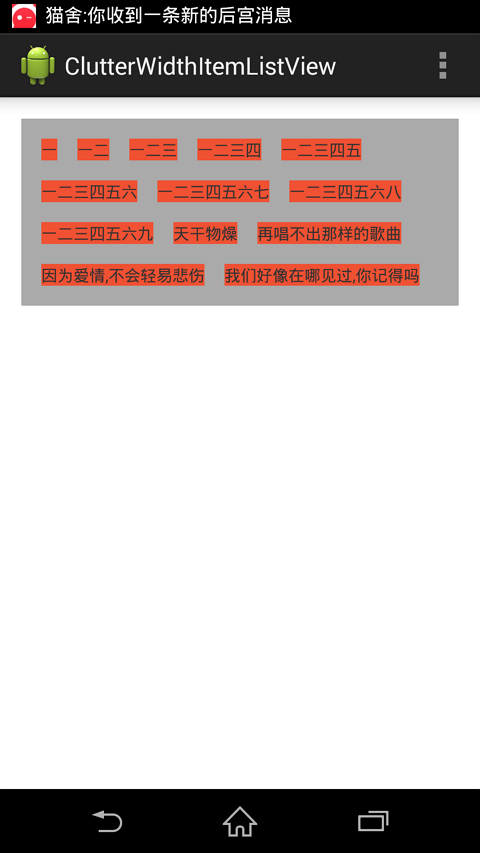 猫舍:你收到一条新的后宫消息
ClutterWidthItemListView
一 一二 一二三 一二三四 一二三四五
一二三四五六 一二三四五六七 一二三四五六八
一二三四五六九 天干物燥 再唱不出那样的歌曲
因为爱情,不会轻易悲伤 我们好像在哪见过,你记得吗